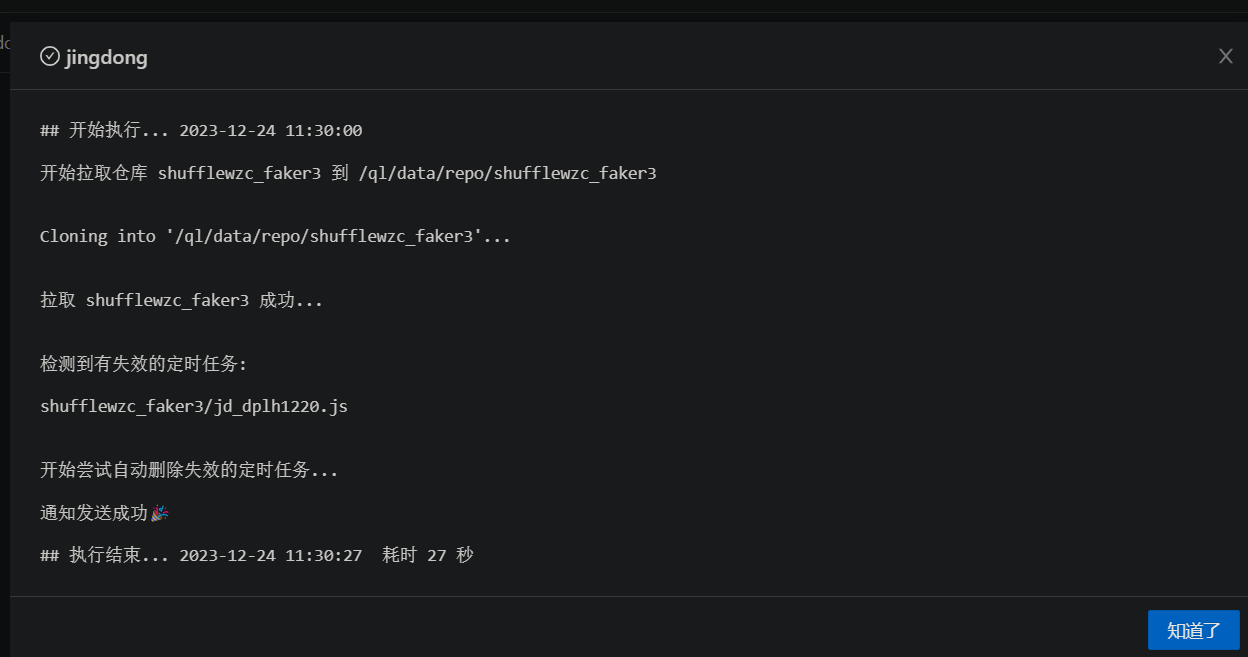 jingdong
## 开始执行... 2023-12-24 11:30:00
开始拉取仓库 shufflewzc_faker3 到 /ql/data/repo/shufflewzc_faker3
Cloning into '/ql/data/repo/shufflewzc_faker3'...
拉取 shufflewzc_faker3 成功...
检测到有失效的定时任务:
shufflewzc_faker3/jd_dplh1220.js
开始尝试自动删除失效的定时任务...
通知发送成功🎉
## 执行结束... 2023-12-24 11:30:27  耗时 27 秒
知道了